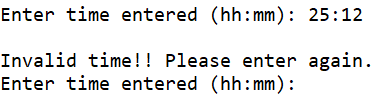 Enter time entered (hh:mm): 25:12
Invalid time!! Please enter again.
Enter time entered (hh:mm):